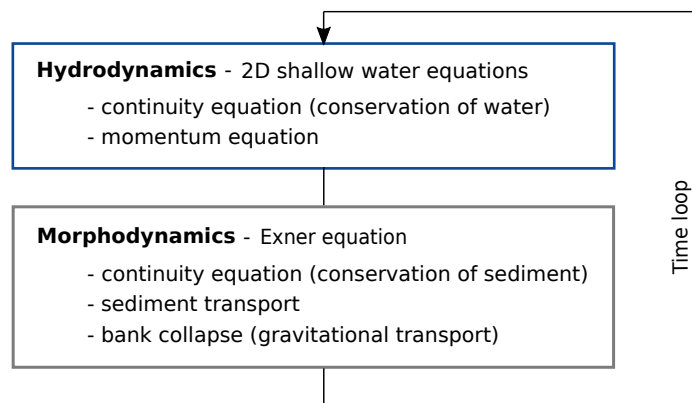 Hydrodynamics - 2D shallow water equations
- continuity equation (conservation of water)
- momentum equation
Morphodynamics - Exner equation
- continuity equation (conservation of sediment)
- sediment transport
- bank collapse (gravitational transport)
Time loop